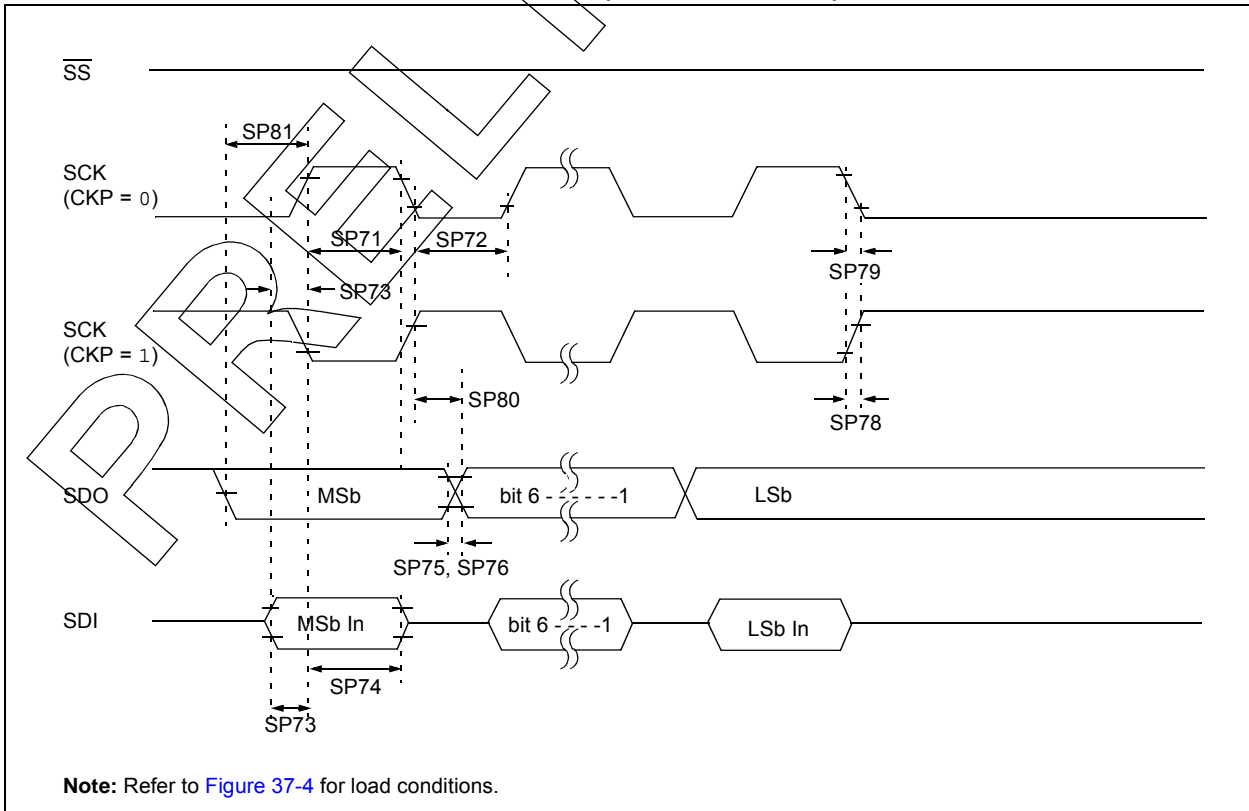 SS
SP81
SCK
(CKP = 0)
SP71
SP72
SP79
SP73
SCK
(CKP = 1)
SP80
SP78
SDO
MSb
bit 6 - - - - - -1
LSb
SP75, SP76
SDI
MSb In
bit 6 - - - -1
LSb In
SP74
SP73
Note: Refer to Figure 37-4 for load conditions.
PREL